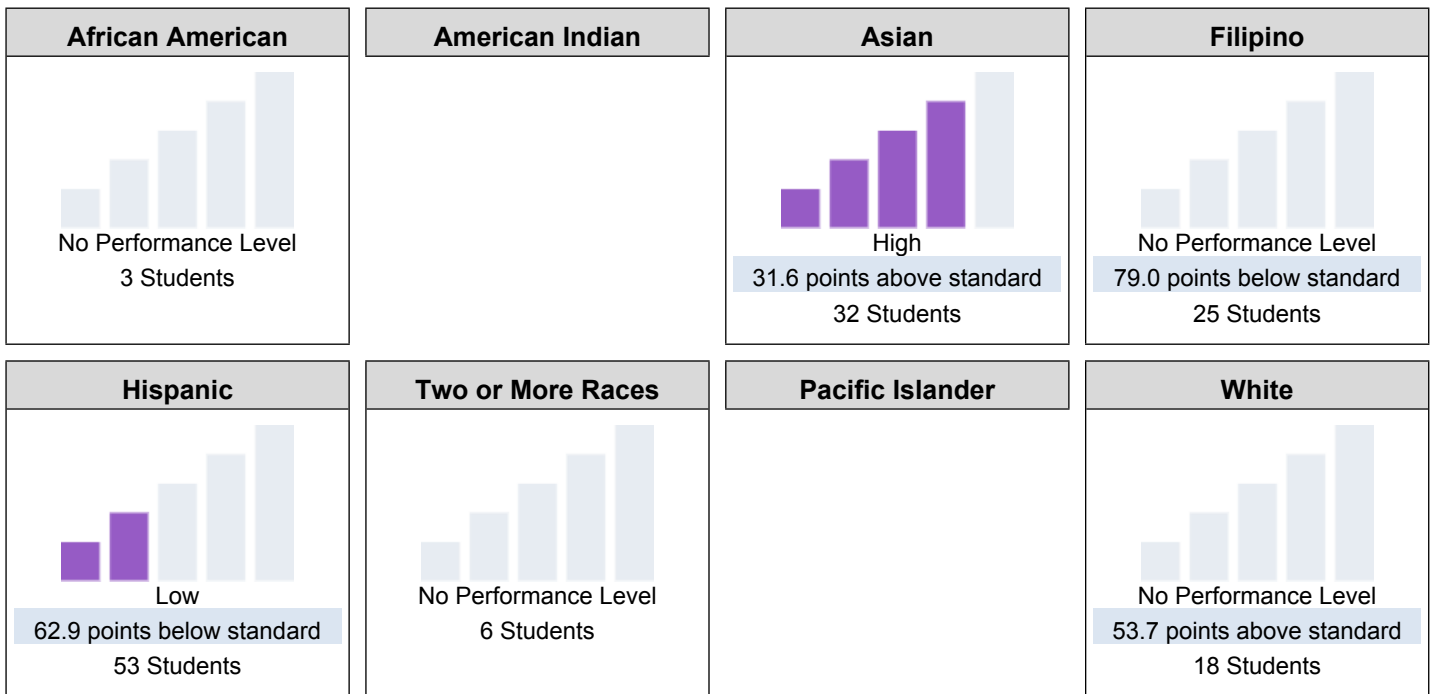 African American
American Indian
Asian
Filipino
No Performance Level
3 Students
High
31.6 points above standard
32 Students
No Performance Level
79.0 points below standard
25 Students
Hispanic
Two or More Races
Pacific Islander
White
Low
62.9 points below standard
53 Students
No Performance Level
6 Students
No Performance Level
53.7 points above standard
18 Students